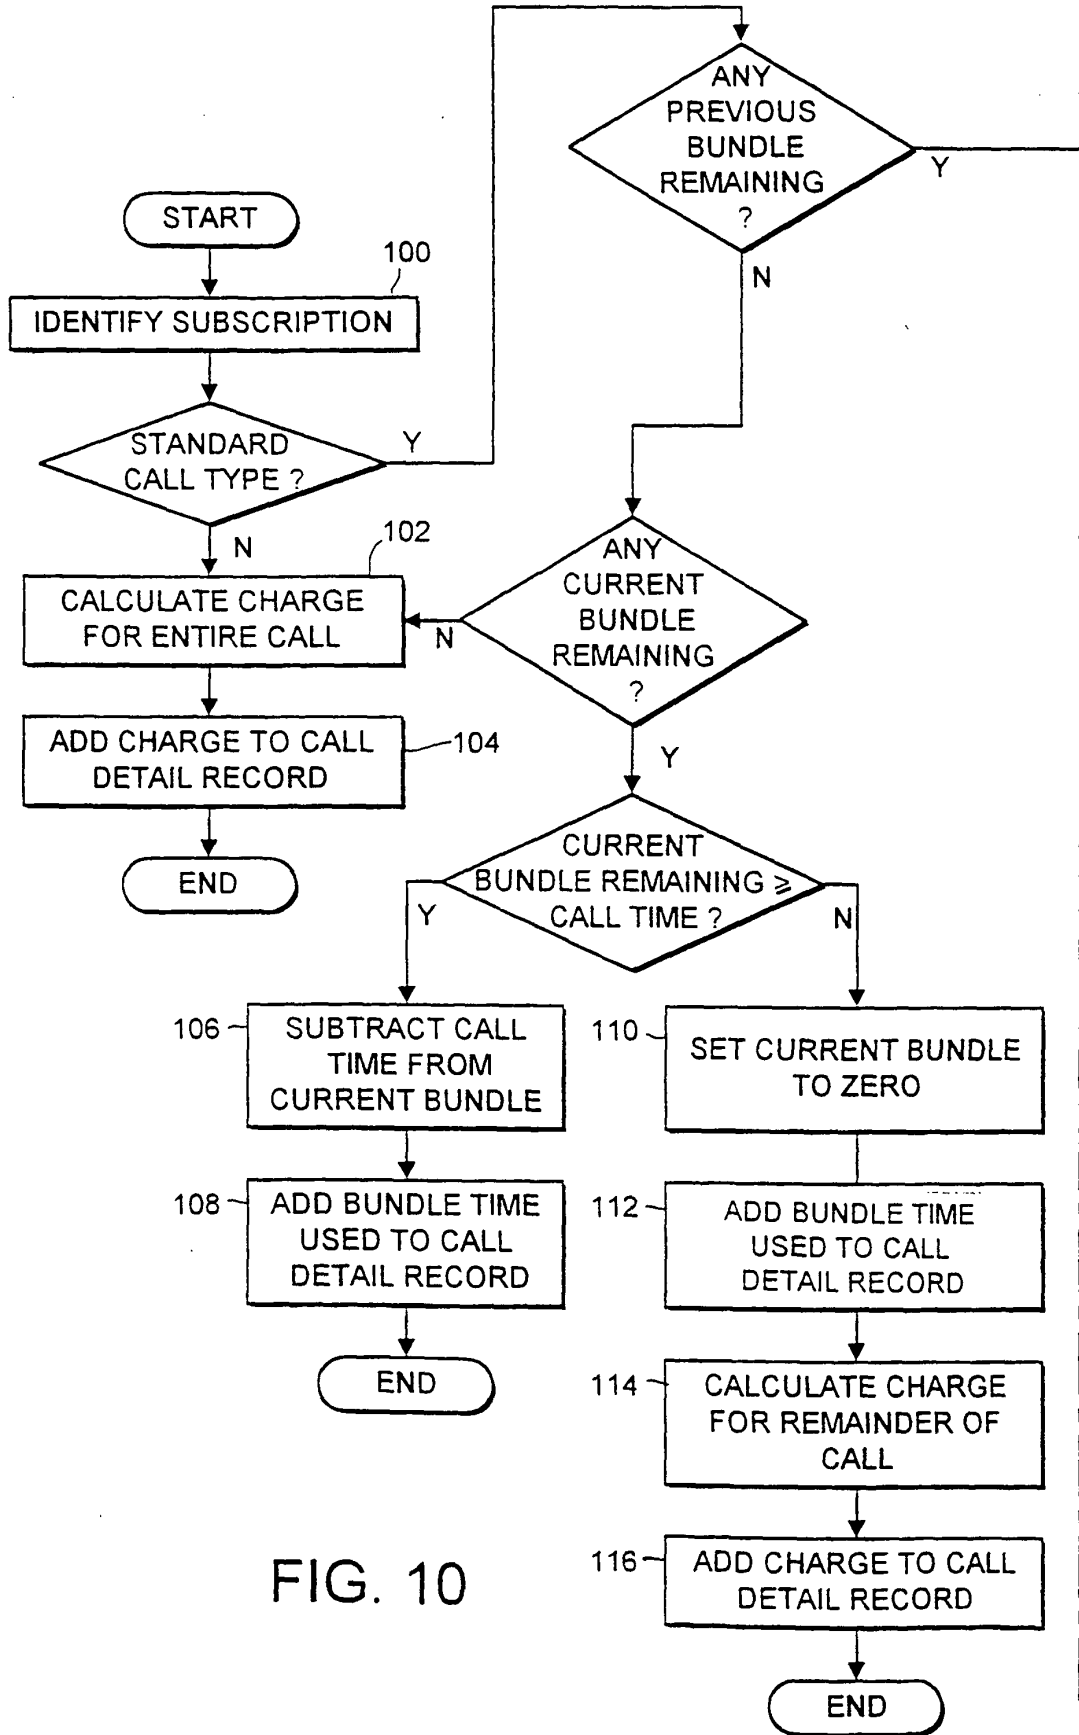 START
100
IDENTIFY SUBSCRIPTION
STANDARD
CALL TYPE ?
Y
N
102
CALCULATE CHARGE
FOR ENTIRE CALL
ADD CHARGE TO CALL
DETAIL RECORD
104
END
ANY
PREVIOUS
BUNDLE
REMAINING
?
Y
N
ANY
CURRENT
BUNDLE
REMAINING
?
N
Y
CURRENT
BUNDLE REMAINING ≥
CALL TIME ?
Y
N
106
SUBTRACT CALL
TIME FROM
CURRENT BUNDLE
108
ADD BUNDLE TIME
USED TO CALL
DETAIL RECORD
END
110
SET CURRENT BUNDLE
TO ZERO
112
ADD BUNDLE TIME
USED TO CALL
DETAIL RECORD
114
CALCULATE CHARGE
FOR REMAINDER OF
CALL
116
ADD CHARGE TO CALL
DETAIL RECORD
END
FIG. 10